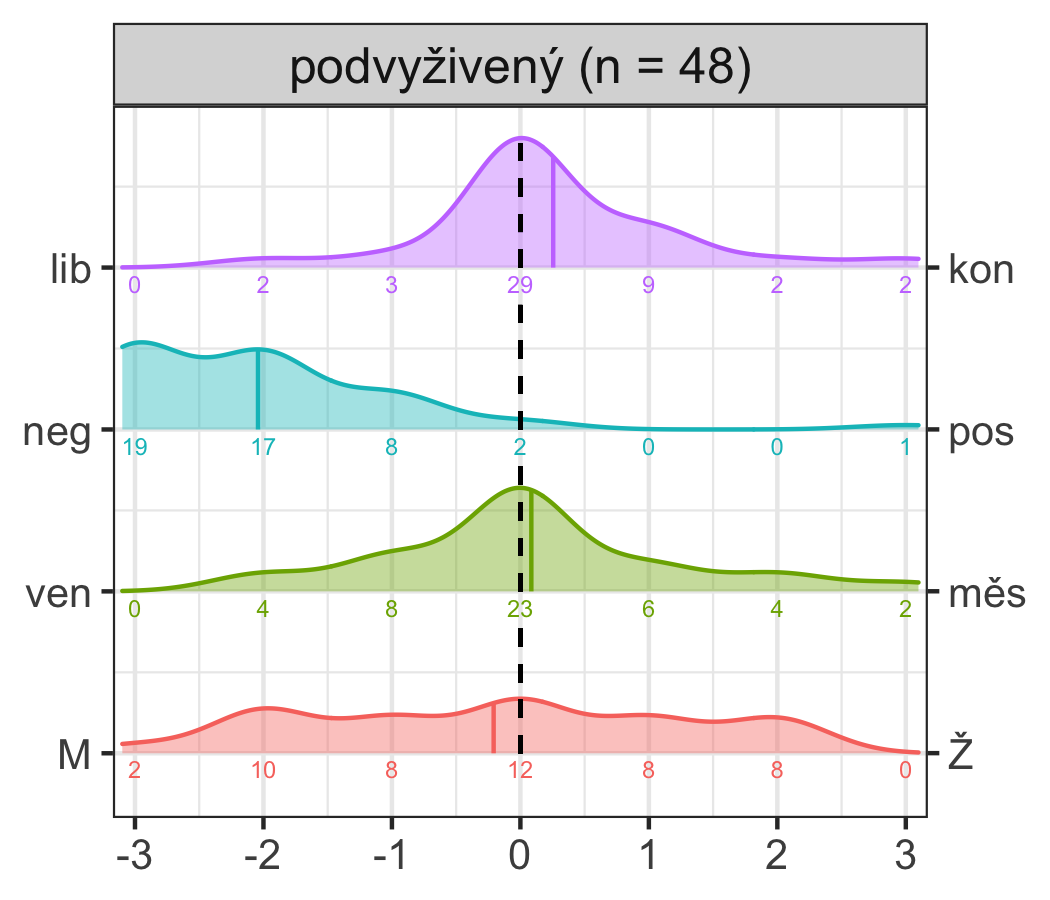 podvyživený (n = 48)
lib kon
0 2 3 29 9 2 2
neg pos
19 17 8 2 0 0 1
ven měs
0 4 8 23 6 4 2
M Ž
2 10 8 12 8 8 0
-3 -2 -1 0 1 2 3